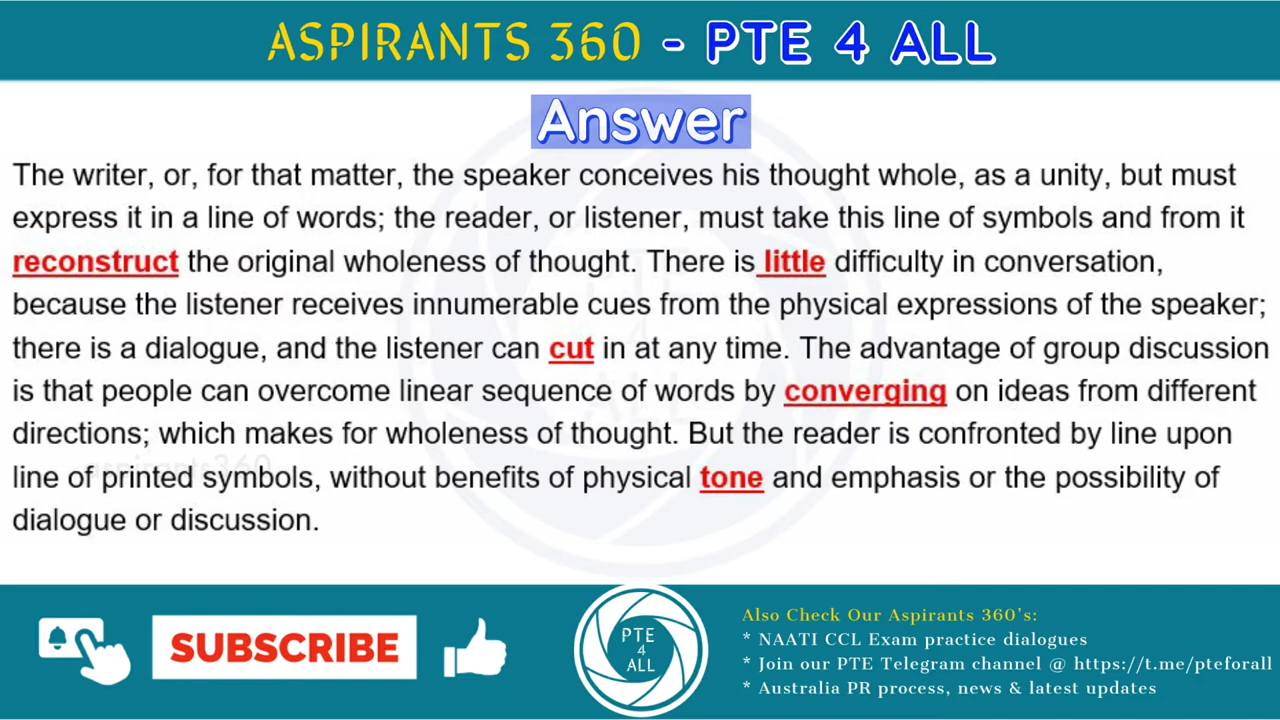 ASPIRANTS 360 - PTE 4 ALL
Answer
The writer, or, for that matter, the speaker conceives his thought whole, as a unity, but must
express it in a line of words; the reader, or listener, must take this line of symbols and from it
reconstruct the original wholeness of thought. There is little difficulty in conversation,
because the listener receives innumerable cues from the physical expressions of the speaker;
there is a dialogue, and the listener can cut in at any time. The advantage of group discussion
is that people can overcome linear sequence of words by converging on ideas from different
directions; which makes for wholeness of thought. But the reader is confronted by line upon
line of printed symbols, without benefits of physical tone and emphasis or the possibility of
dialogue or discussion.
aspirants360
SUBSCRIBE
PTE
4
ALL
Also Check Our Aspirants 360's:
* NAATI CCL Exam practice dialogues
* Join our PTE Telegram channel @ https://t.me/pteforall
* Australia PR process, news & latest updates